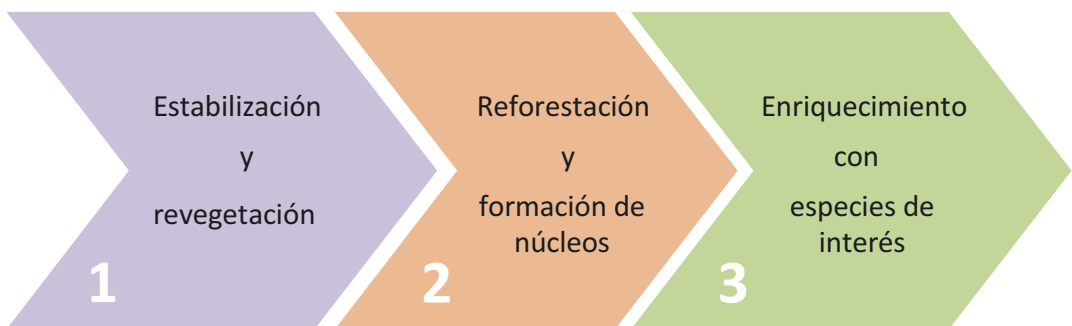 Estabilización
y
revegetación
1
Reforestación
y
formación de
núcleos
2
Enriquecimiento
con
especies de
interés
3